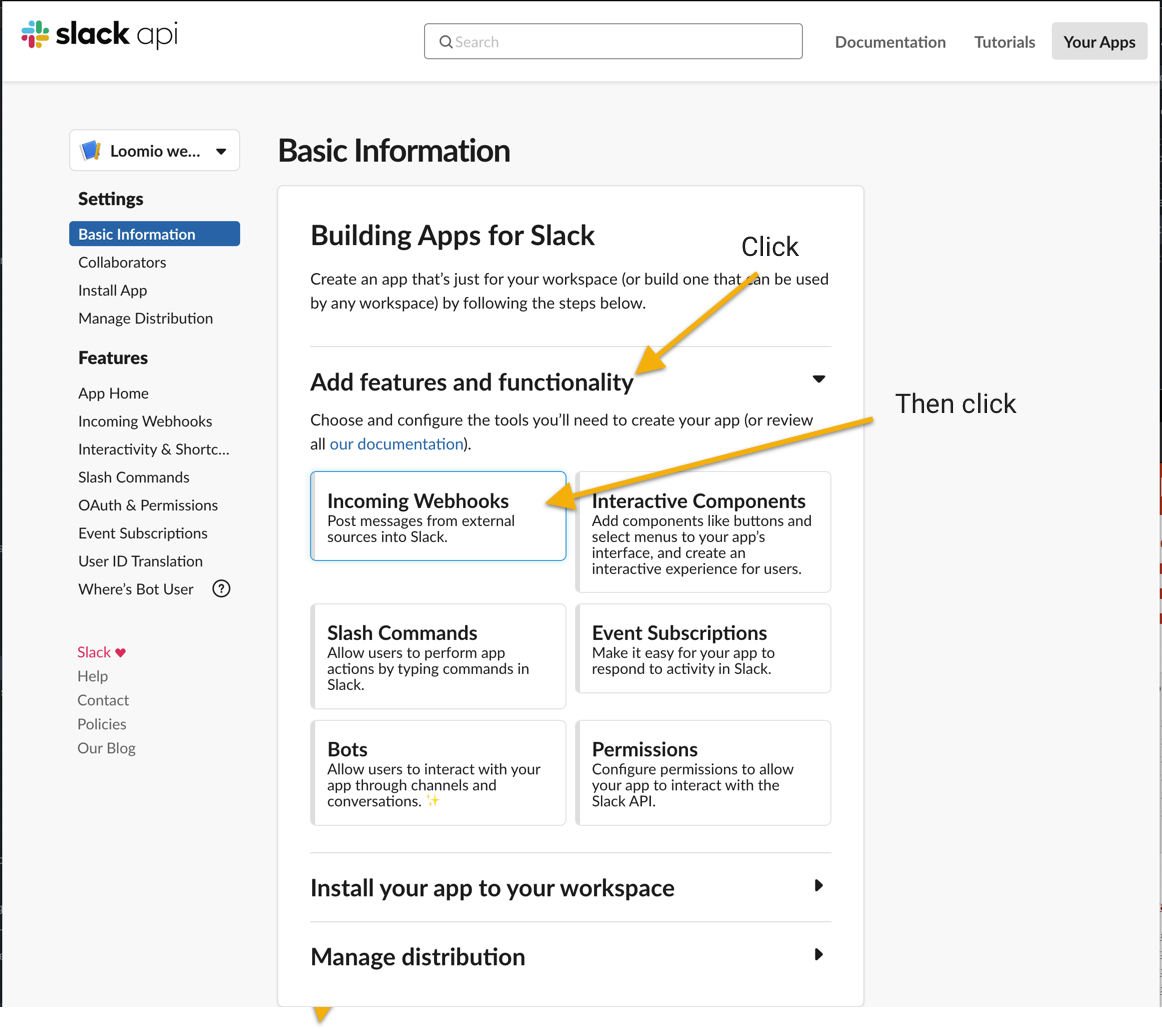 slack api
Search
Documentation
Tutorials
Your Apps
Loomio we...
Settings
Basic Information
Collaborators
Install App
Manage Distribution
Features
App Home
Incoming Webhooks
Interactivity & Shortc...
Slash Commands
OAuth & Permissions
Event Subscriptions
User ID Translation
Where's Bot User
?
Slack ❤
Help
Contact
Policies
Our Blog
Basic Information
Building Apps for Slack
Click
Create an app that's just for your workspace (or build one that can be used
by any workspace) by following the steps below.
Add features and functionality
Then click
Choose and configure the tools you'll need to create your app (or review
all our documentation).
Incoming Webhooks
Post messages from external
sources into Slack.
Interactive Components
Add components like buttons and
select menus to your app's
interface, and create an
interactive experience for users.
Slash Commands
Allow users to perform app
actions by typing commands in
Slack.
Event Subscriptions
Make it easy for your app to
respond to activity in Slack.
Bots
Allow users to interact with your
app through channels and
conversations. ✨
Permissions
Configure permissions to allow
your app to interact with the
Slack API.
Install your app to your workspace
Manage distribution